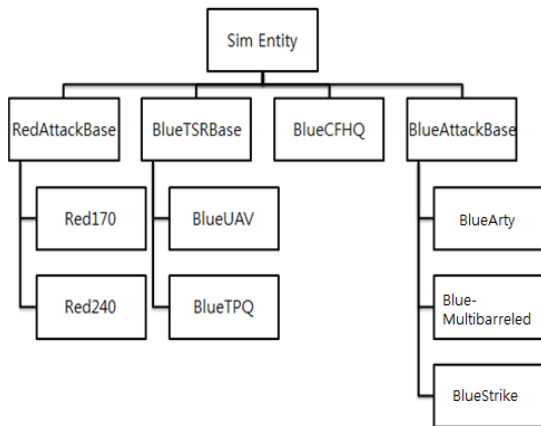 Sim Entity
RedAttackBase
BlueTSRBase
BlueCFHQ
BlueAttackBase
Red170
BlueUAV
BlueArty
Red240
BlueTPQ
Blue-
Multibarreled
BlueStrike